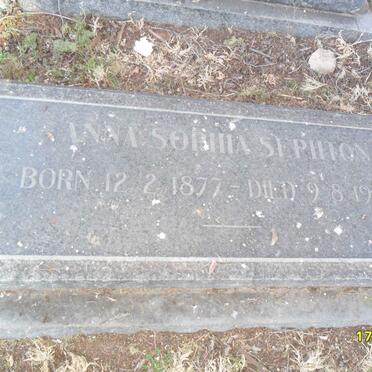 ANNA SOPHIA SEPHTON
BORN 12.2.1877 - DIED 9.8.19
17